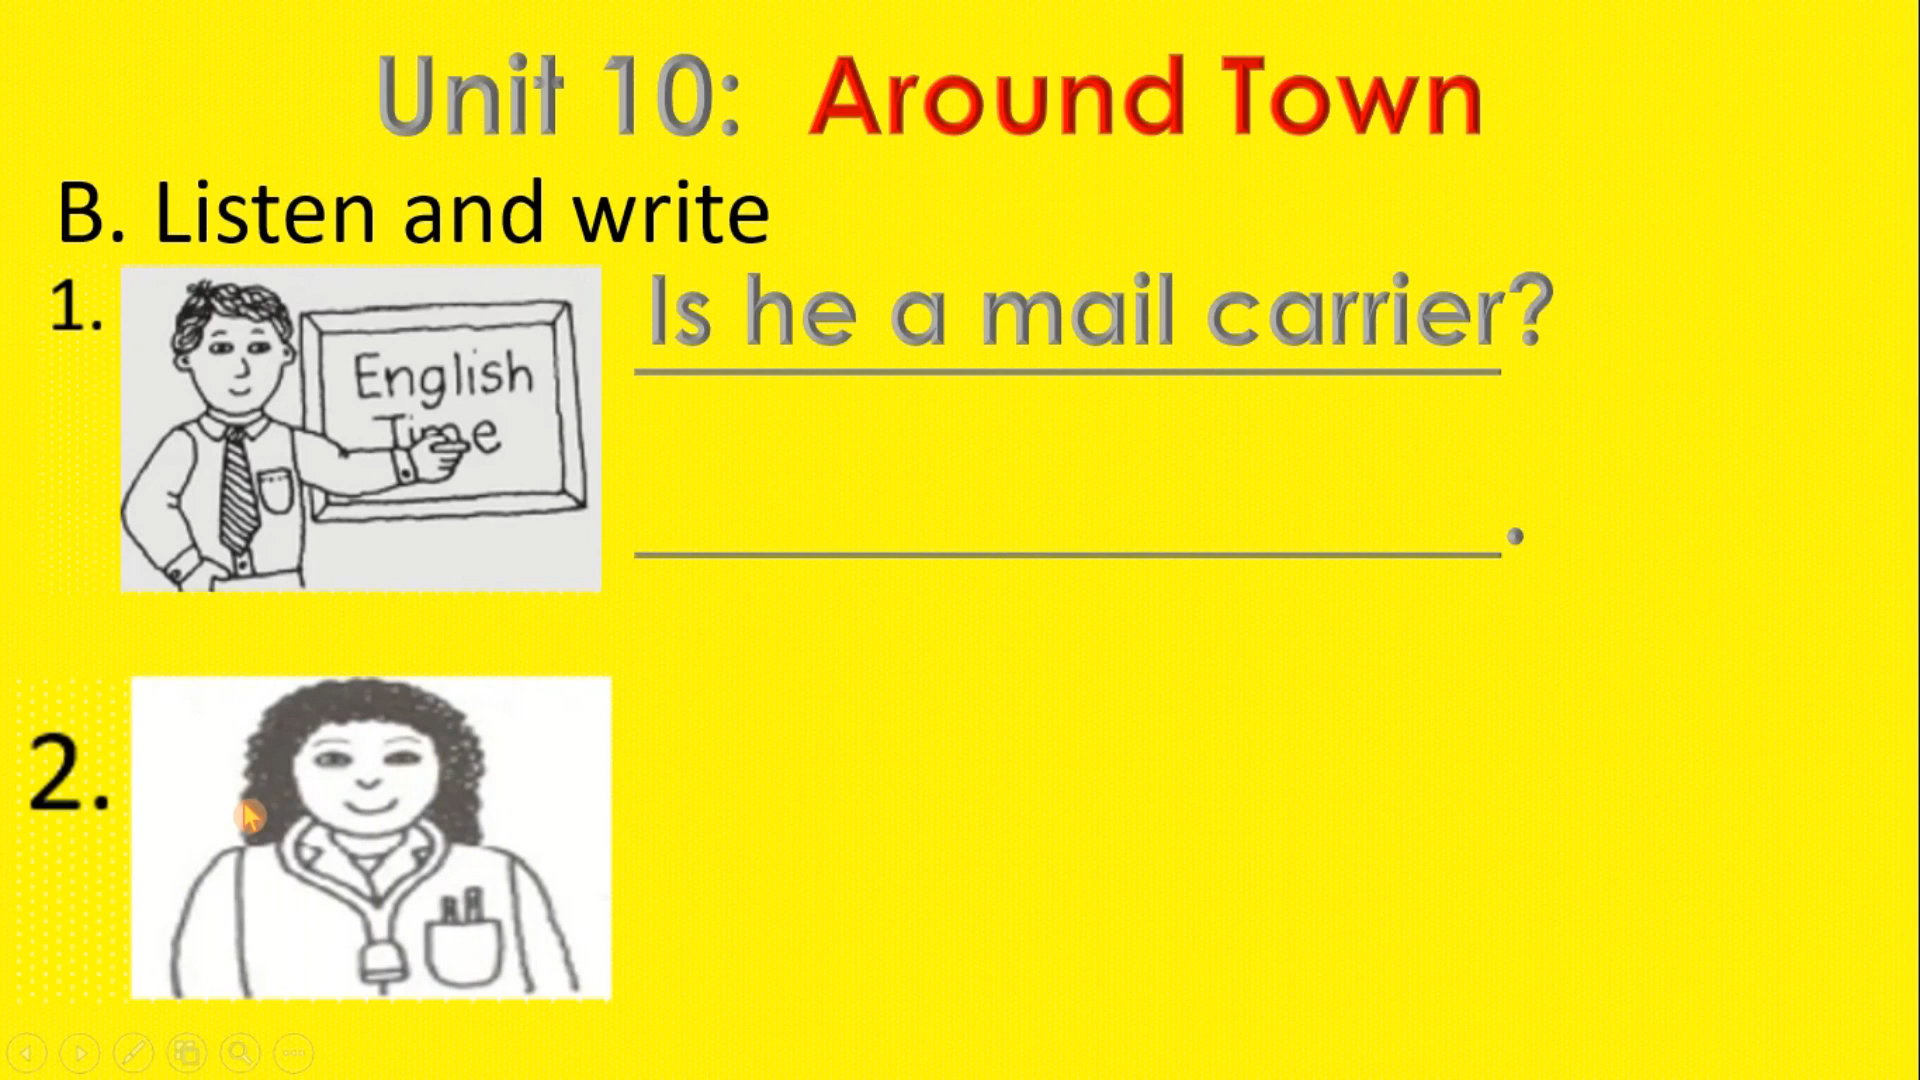 Unit 10: Around Town
B. Listen and write
1.
English
Time
Is he a mail carrier?
.
2.